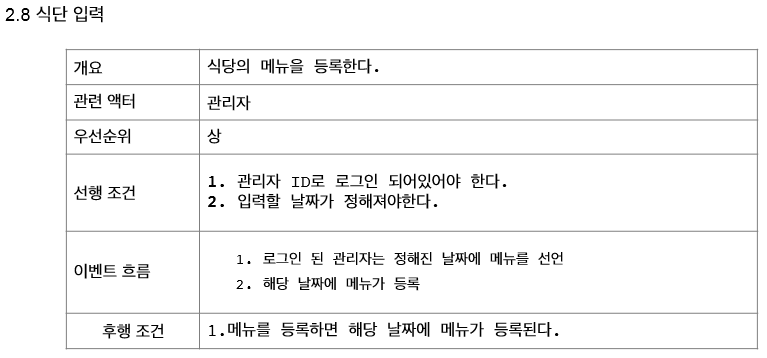 2.8 식단 입력
개요 식당의 메뉴을 등록한다.
관련 액터 관리자
우선순위 상
선행 조건
1. 관리자 ID로 로그인 되어있어야 한다.
2. 입력할 날짜가 정해져야한다.
이벤트 흐름
1. 로그인 된 관리자는 정해진 날짜에 메뉴를 선언
2. 해당 날짜에 메뉴가 등록
후행 조건 1.메뉴를 등록하면 해당 날짜에 메뉴가 등록된다.